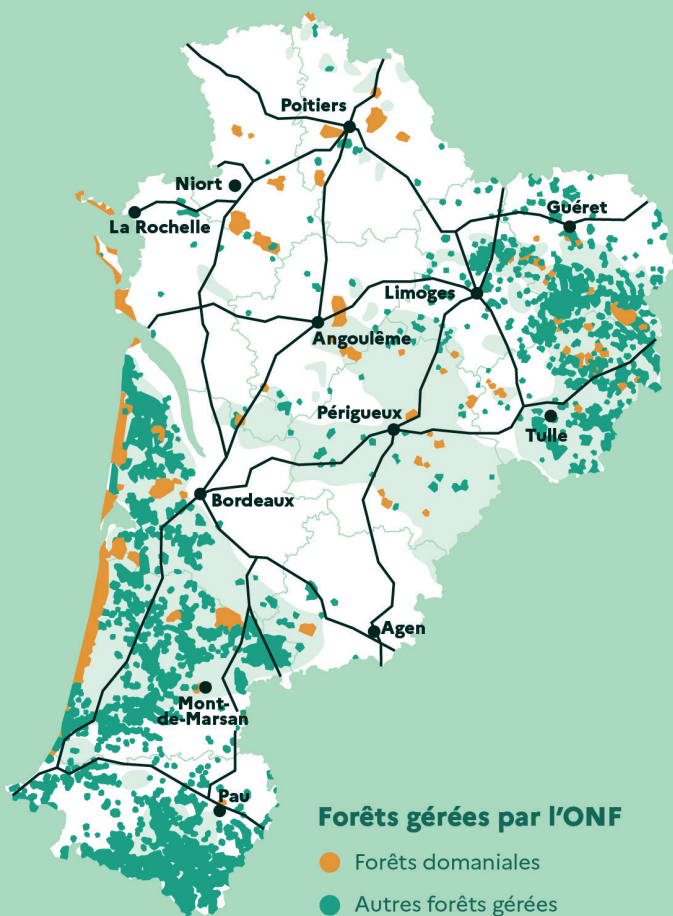 Poitiers
Niort
La Rochelle
Guéret
Limoges
Angoulême
Périgueux
Tulle
Bordeaux
Agen
Mont-
de-Marsan
Pau
Forêts gérées par l'ONF
Forêts domaniales
Autres forêts gérées